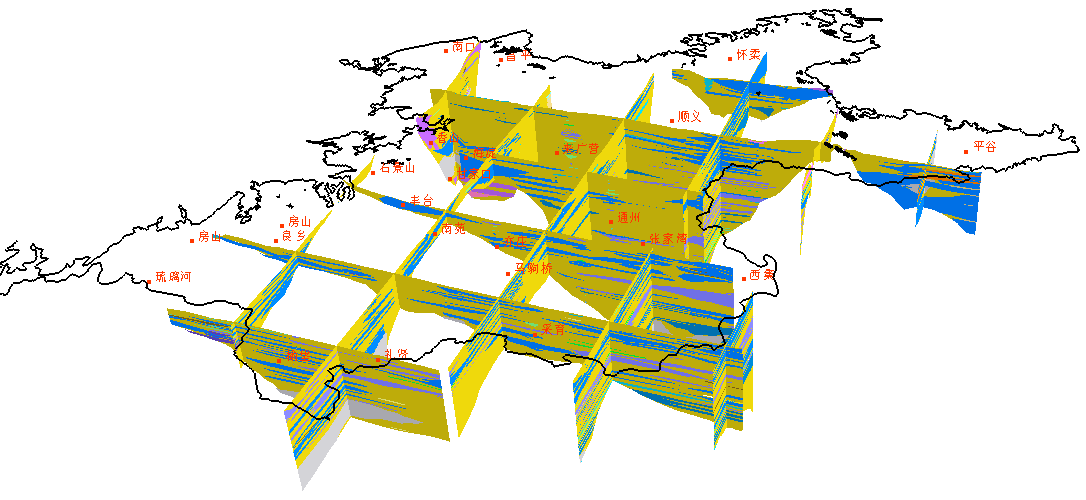 南口
昌平
怀柔
顺义
平谷
老广营
石景山
丰台
通州
房山
房山
良乡
南苑
张家湾
马驹桥
琉璃河
西集
采育
礼贤